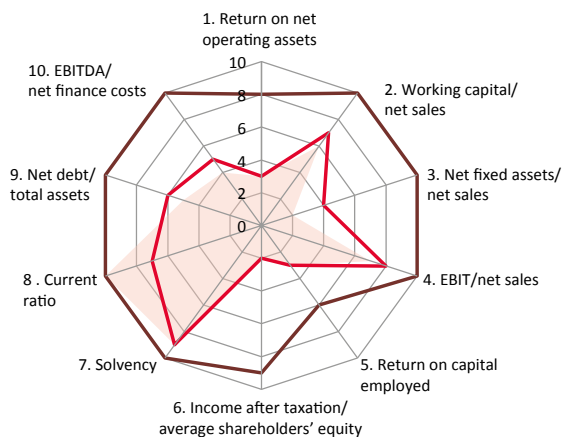 1. Return on net
operating assets
10
8
6
4
2
0
2. Working capital/
net sales
3. Net fixed assets/
net sales
4. EBIT/net sales
5. Return on capital
employed
6. Income after taxation/
average shareholders’ equity
7. Solvency
8 . Current
ratio
9. Net debt/
total assets
10. EBITDA/
net finance costs